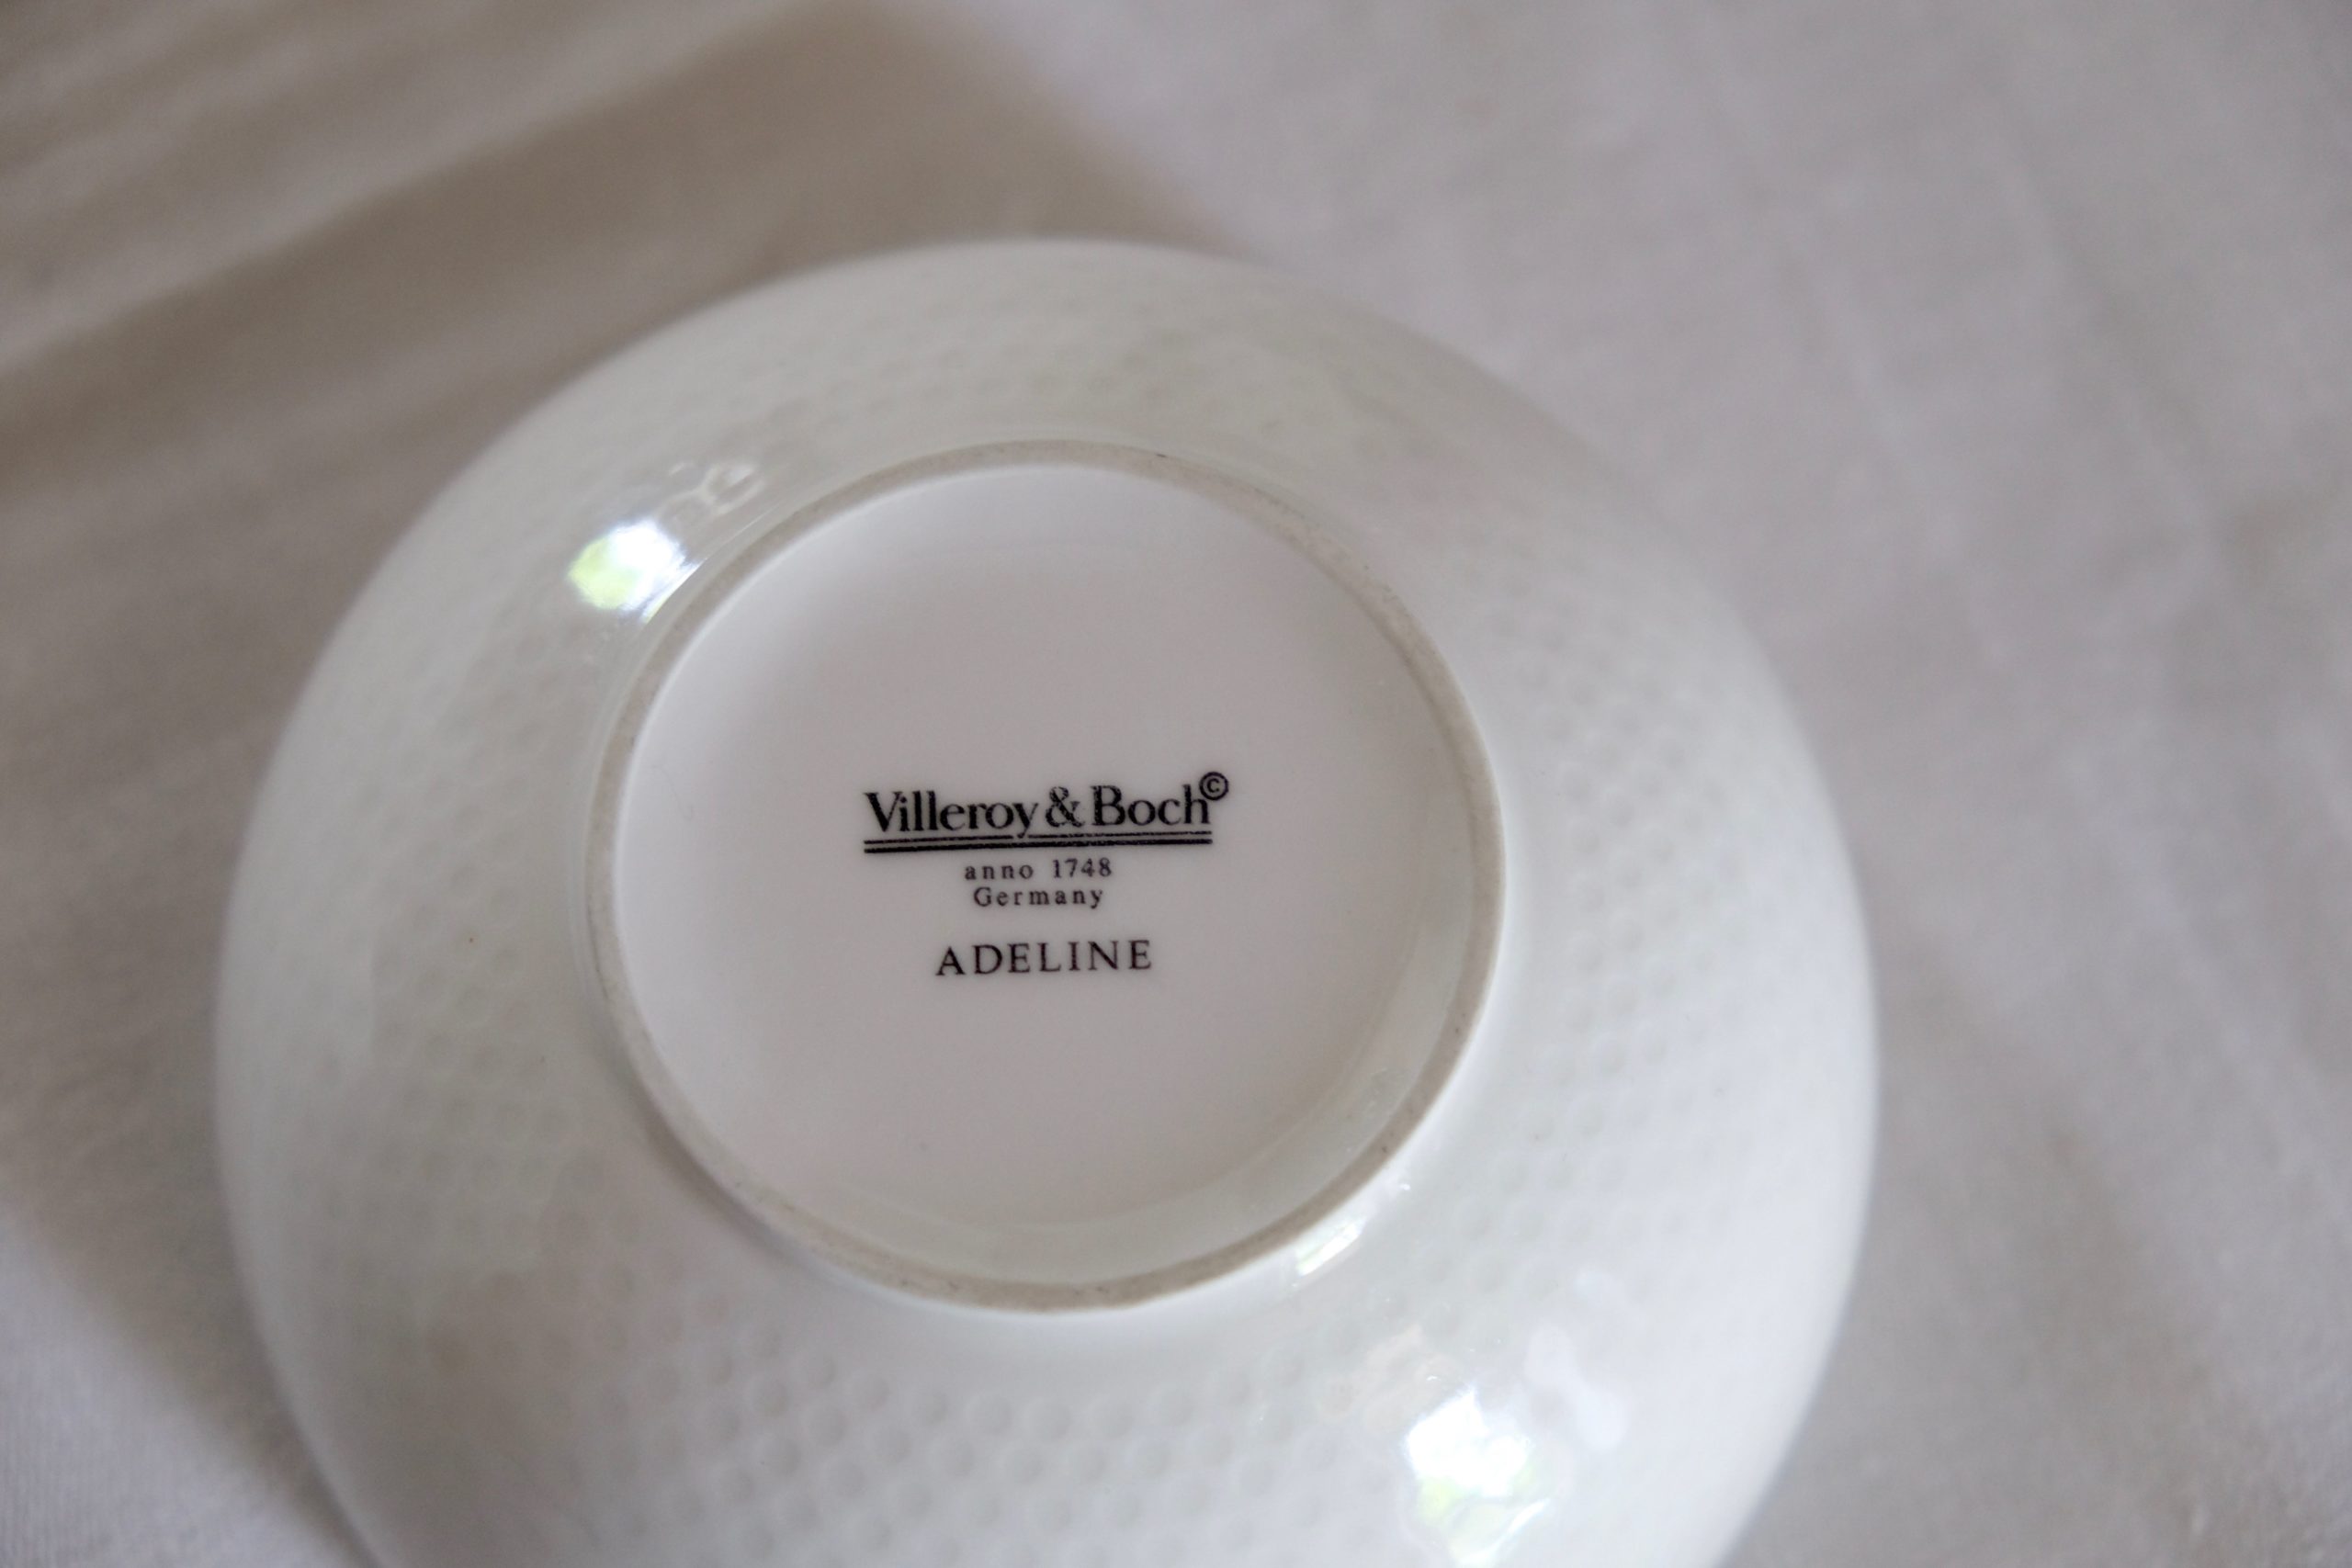 Villeroy & Boch©
anno 1748
Germany
ADELINE